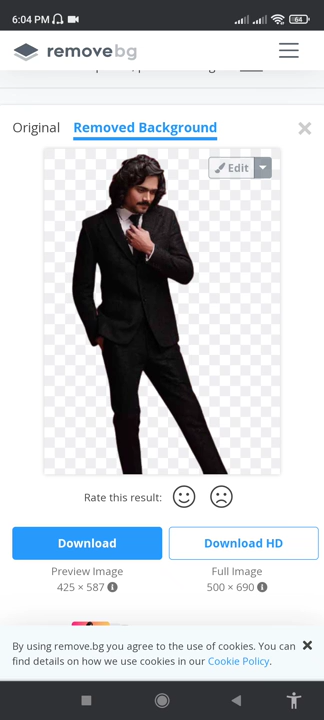 6:04 PM
64
removebg
Original
Removed Background
Edit
Rate this result:
Download
Download HD
Preview Image
Full Image
425 × 587
500 × 690
By using remove.bg you agree to the use of cookies. You can
find details on how we use cookies in our Cookie Policy.